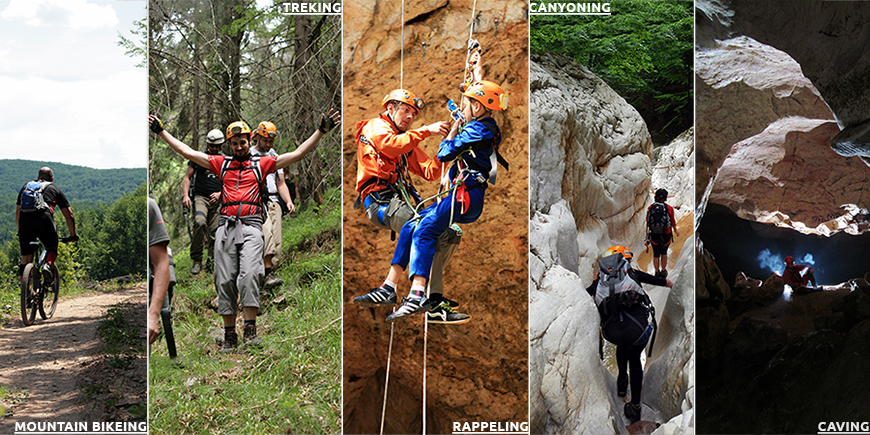 TREKING
CANYONING
MOUNTAIN BIKEING
RAPPELING
CAVING